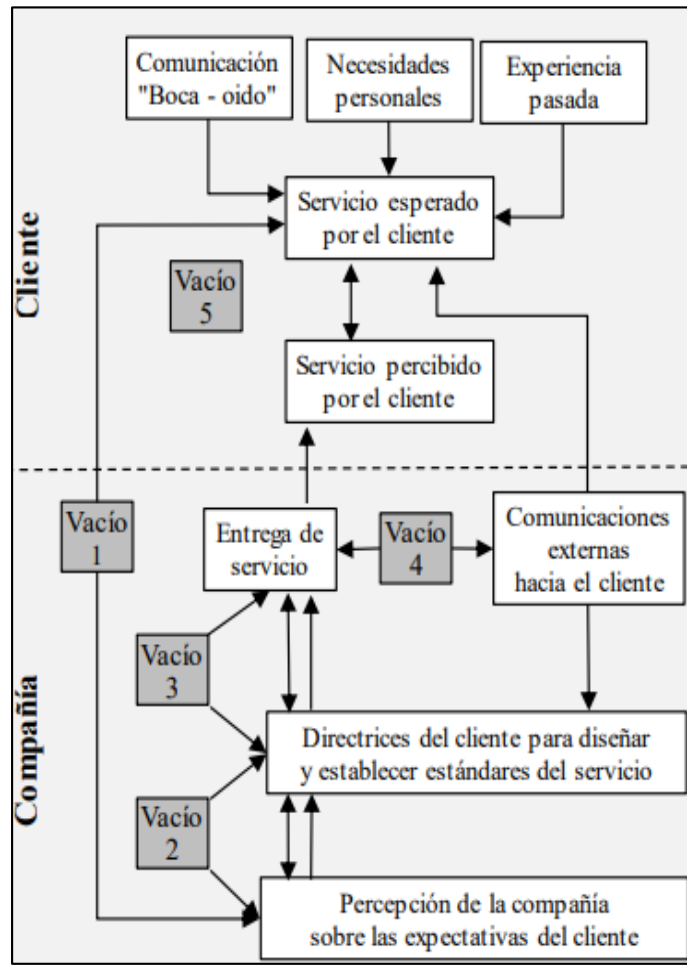 Comunicación
"Boca - oido"
Necesidades
personales
Experiencia
pasada
Servicio esperado
por el cliente
Cliente
Vacío
5
Servicio percibido
por el cliente
Vacío
1
Entrega de
servicio
Vacío
4
Comunicaciones
externas
hacia el cliente
Vacío
3
Compañía
Directrices del cliente para diseñar
y establecer estándares del servicio
Vacío
2
Percepción de la compañía
sobre las expectativas del cliente